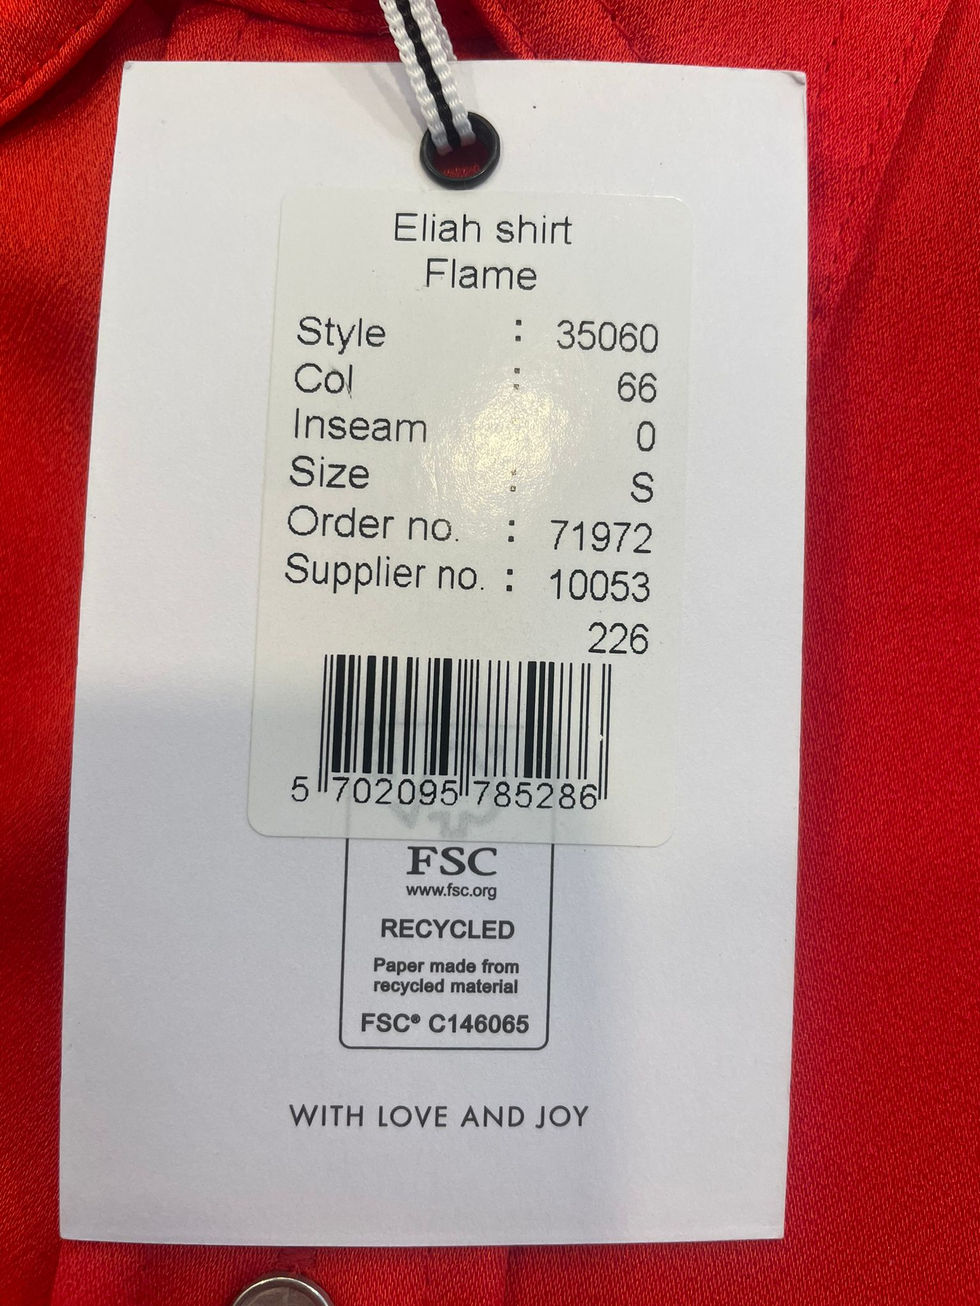 Eliah shirt
Flame
Style : 35060
Col : 66
Inseam 0
Size : S
Order no. : 71972
Supplier no. : 10053
226
5 702095 785286
FSC
www.fsc.org
RECYCLED
Paper made from
recycled material
FSC® C146065
WITH LOVE AND JOY